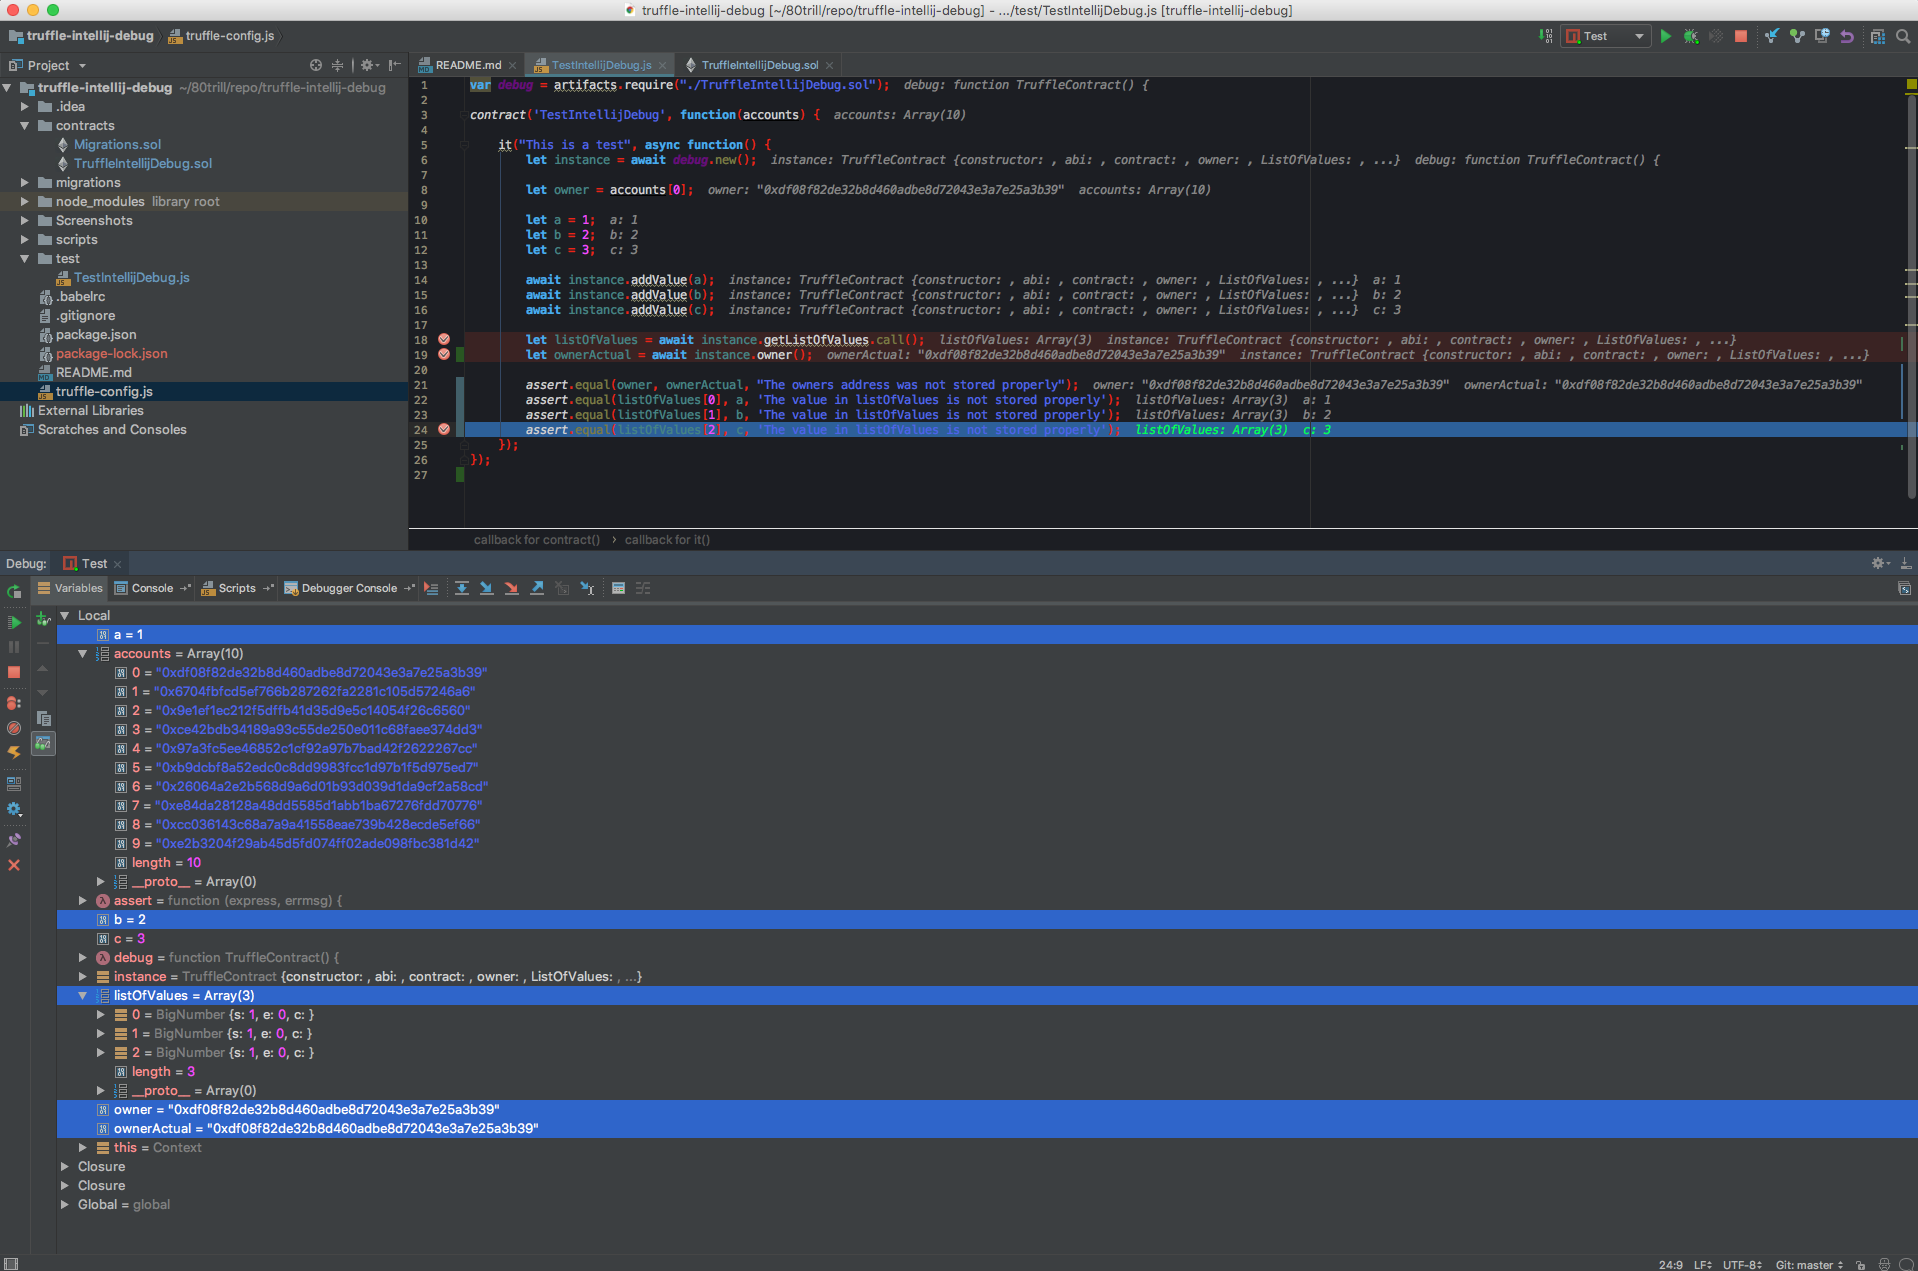 truffle-intellij-debug [~/80trill/repo/truffle-intellij-debug] - .../test/TestIntellijDebug.js [truffle-intellij-debug]
truffle-intellij-debug truffle-config.js Test
Project README.md TestIntellijDebug.js TruffleIntellijDebug.sol
truffle-intellij-debug ~/80trill/repo/truffle-intellij-debug
.idea
contracts
Migrations.sol
TruffleIntellijDebug.sol
migrations
node_modules library root
Screenshots
scripts
test
TestIntellijDebug.js
.babelrc
.gitignore
package.json
package-lock.json
README.md
truffle-config.js
External Libraries
Scratches and Consoles
1 var debug = artifacts.require("./TruffleIntellijDebug.sol"); debug: function TruffleContract() {
2
3 contract('TestIntellijDebug', function(accounts) { accounts: Array(10)
4
5 it("This is a test", async function() {
6 let instance = await debug.new(); instance: TruffleContract {constructor: , abi: , contract: , owner: , ListOfValues: , ...} debug: function TruffleContract() {
7
8 let owner = accounts[0]; owner: "0xdf08f82de32b8d460adbe8d72043e3a7e25a3b39" accounts: Array(10)
9
10 let a = 1; a: 1
11 let b = 2; b: 2
12 let c = 3; c: 3
13
14 await instance.addValue(a); instance: TruffleContract {constructor: , abi: , contract: , owner: , ListOfValues: , ...} a: 1
15 await instance.addValue(b); instance: TruffleContract {constructor: , abi: , contract: , owner: , ListOfValues: , ...} b: 2
16 await instance.addValue(c); instance: TruffleContract {constructor: , abi: , contract: , owner: , ListOfValues: , ...} c: 3
17
18 let listOfValues = await instance.getListOfValues.call(); listOfValues: Array(3) instance: TruffleContract {constructor: , abi: , contract: , owner: , ListOfValues: , ...}
19 let ownerActual = await instance.owner(); ownerActual: "0xdf08f82de32b8d460adbe8d72043e3a7e25a3b39" instance: TruffleContract {constructor: , abi: , contract: , owner: , ListOfValues: , ...}
20
21 assert.equal(owner, ownerActual, "The owners address was not stored properly"); owner: "0xdf08f82de32b8d460adbe8d72043e3a7e25a3b39" ownerActual: "0xdf08f82de32b8d460adbe8d72043e3a7e25a3b39"
22 assert.equal(listOfValues[0], a, 'The value in listOfValues is not stored properly'); listOfValues: Array(3) a: 1
23 assert.equal(listOfValues[1], b, 'The value in listOfValues is not stored properly'); listOfValues: Array(3) b: 2
24 assert.equal(listOfValues[2], c, 'The value in listOfValues is not stored properly'); listOfValues: Array(3) c: 3
25 });
26 });
27
callback for contract() › callback for it()
Debug: Test
Variables Console Scripts Debugger Console
Local
a = 1
accounts = Array(10)
0 = "0xdf08f82de32b8d460adbe8d72043e3a7e25a3b39"
1 = "0x6704fbfcd5ef766b287262fa2281c105d57246a6"
2 = "0x9e1ef1ec212f5dffb41d35d9e5c14054f26c6560"
3 = "0xce42bdb34189a93c55de250e011c68faee374dd3"
4 = "0x97a3fc5ee46852c1cf92a97b7bad42f2622267cc"
5 = "0xb9dcbf8a52edc0c8dd9983fcc1d97b1f5d975ed7"
6 = "0x26064a2e2b568d9a6d01b93d039d1da9cf2a58cd"
7 = "0xe84da28128a48dd5585d1abb1ba67276fdd70776"
8 = "0xcc036143c68a7a9a41558eae739b428ecde5ef66"
9 = "0xe2b3204f29ab45d5fd074ff02ade098fbc381d42"
length = 10
__proto__ = Array(0)
assert = function (express, errmsg) {
b = 2
c = 3
debug = function TruffleContract() {
instance = TruffleContract {constructor: , abi: , contract: , owner: , ListOfValues: , ...}
listOfValues = Array(3)
0 = BigNumber {s: 1, e: 0, c: }
1 = BigNumber {s: 1, e: 0, c: }
2 = BigNumber {s: 1, e: 0, c: }
length = 3
__proto__ = Array(0)
owner = "0xdf08f82de32b8d460adbe8d72043e3a7e25a3b39"
ownerActual = "0xdf08f82de32b8d460adbe8d72043e3a7e25a3b39"
this = Context
Closure
Closure
Global = global
24:9 LF UTF-8 Git: master